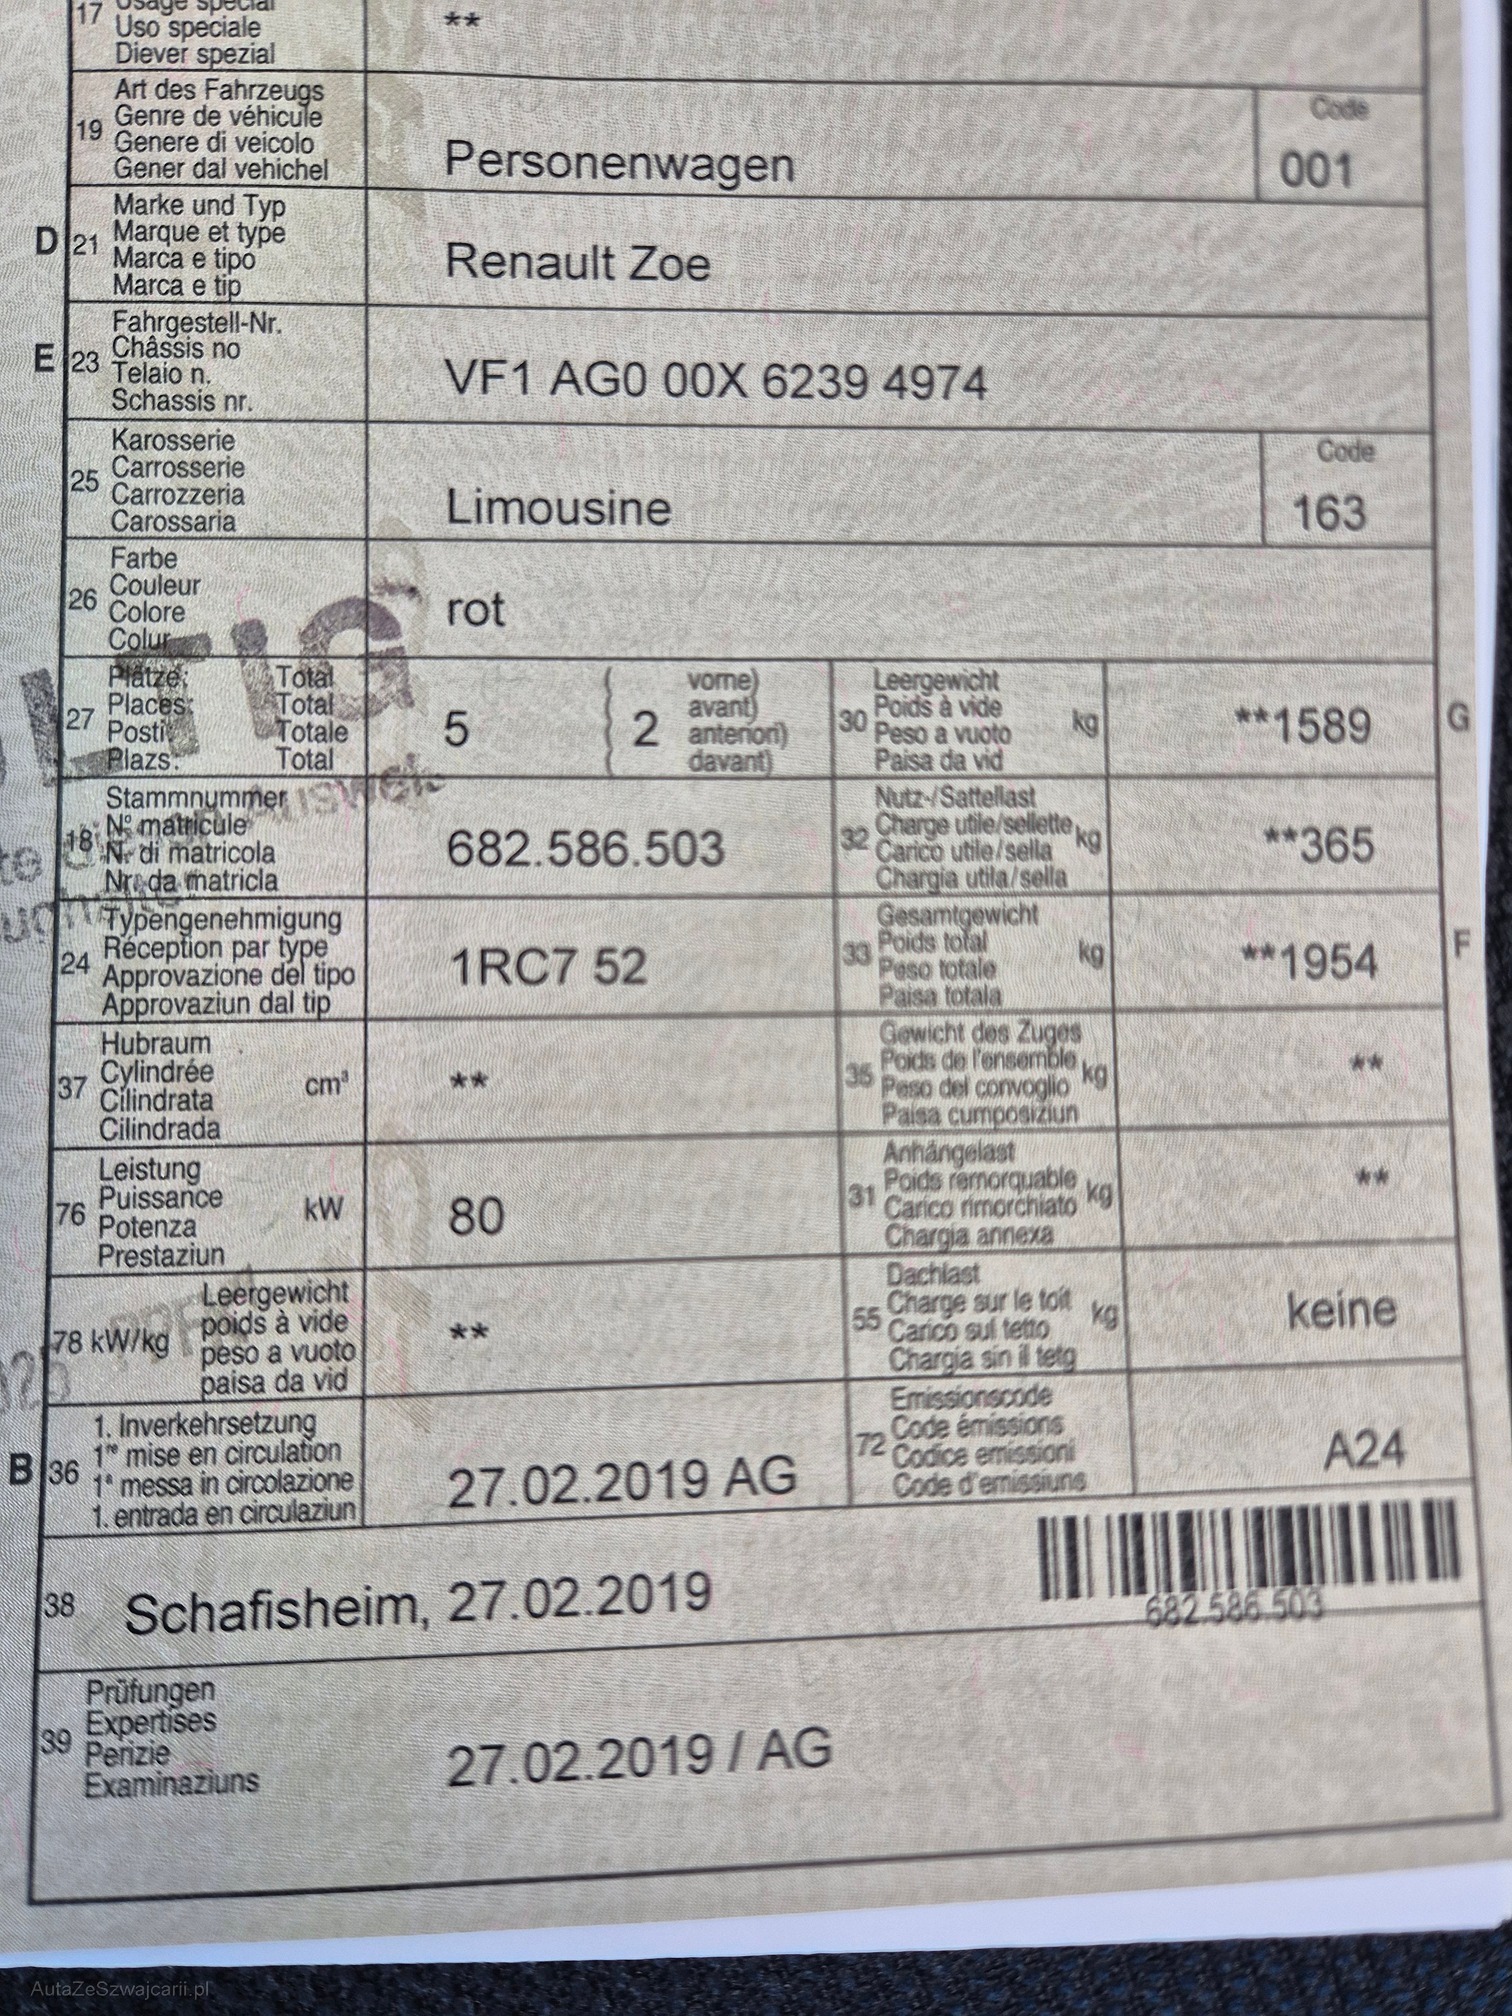 17
Usage spécial
Uso speciale
Diever spezial
**
19
Art des Fahrzeugs
Genre de véhicule
Genere di veicolo
Gener dal vehichel
Personenwagen
Code
001
D 21
Marke und Typ
Marque et type
Marca e tipo
Marca e tip
Renault Zoe
E 23
Fahrgestell-Nr.
Châssis no
Telaio n.
Schassis nr.
VF1 AG0 00X 6239 4974
25
Karosserie
Carrosserie
Carrozzeria
Carossaria
Limousine
Code
163
26
Farbe
Couleur
Colore
Colur
rot
27
Plätze: Total
Places: Total
Posti: Totale
Plazs: Total
5 ( 2
vorne)
avant)
anteriori)
davant)
30
Leergewicht
Poids à vide
Peso a vuoto
Paisa da vid
kg
**1589
G
18
Stammnummer
N° matricule
N. di matricola
Nr. da matricla
682.586.503
32
Nutz-/Sattellast
Charge utile/sellette
Carico utile/sella
Chargia utila/sella
kg
**365
24
Typengenehmigung
Réception par type
Approvazione del tipo
Approvaziun dal tip
1RC7 52
33
Gesamtgewicht
Poids total
Peso totale
Paisa totala
kg
**1954
F
37
Hubraum
Cylindrée
Cilindrata
Cilindrada
cm³
**
35
Gewicht des Zuges
Poids de l'ensemble
Peso del convoglio
Paisa cumposiziun
kg
**
76
Leistung
Puissance
Potenza
Prestaziun
kW
80
31
Anhängelast
Poids remorquable
Carico rimorchiato
Chargia annexa
kg
**
78 kW/kg
Leergewicht
poids à vide
peso a vuoto
paisa da vid
**
55
Dachlast
Charge sur le toit
Carico sul tetto
Chargia sin il tetg
kg
keine
B 36
1. Inverkehrsetzung
1re mise en circulation
1a messa in circolazione
1. entrada en circulaziun
27.02.2019 AG
72
Emissionscode
Code émissions
Codice emissioni
Code d'emissiuns
A24
38
Schafisheim, 27.02.2019
682.586.503
39
Prüfungen
Expertises
Perizie
Examinaziuns
27.02.2019 / AG
AutaZeSzwajcarii.pl